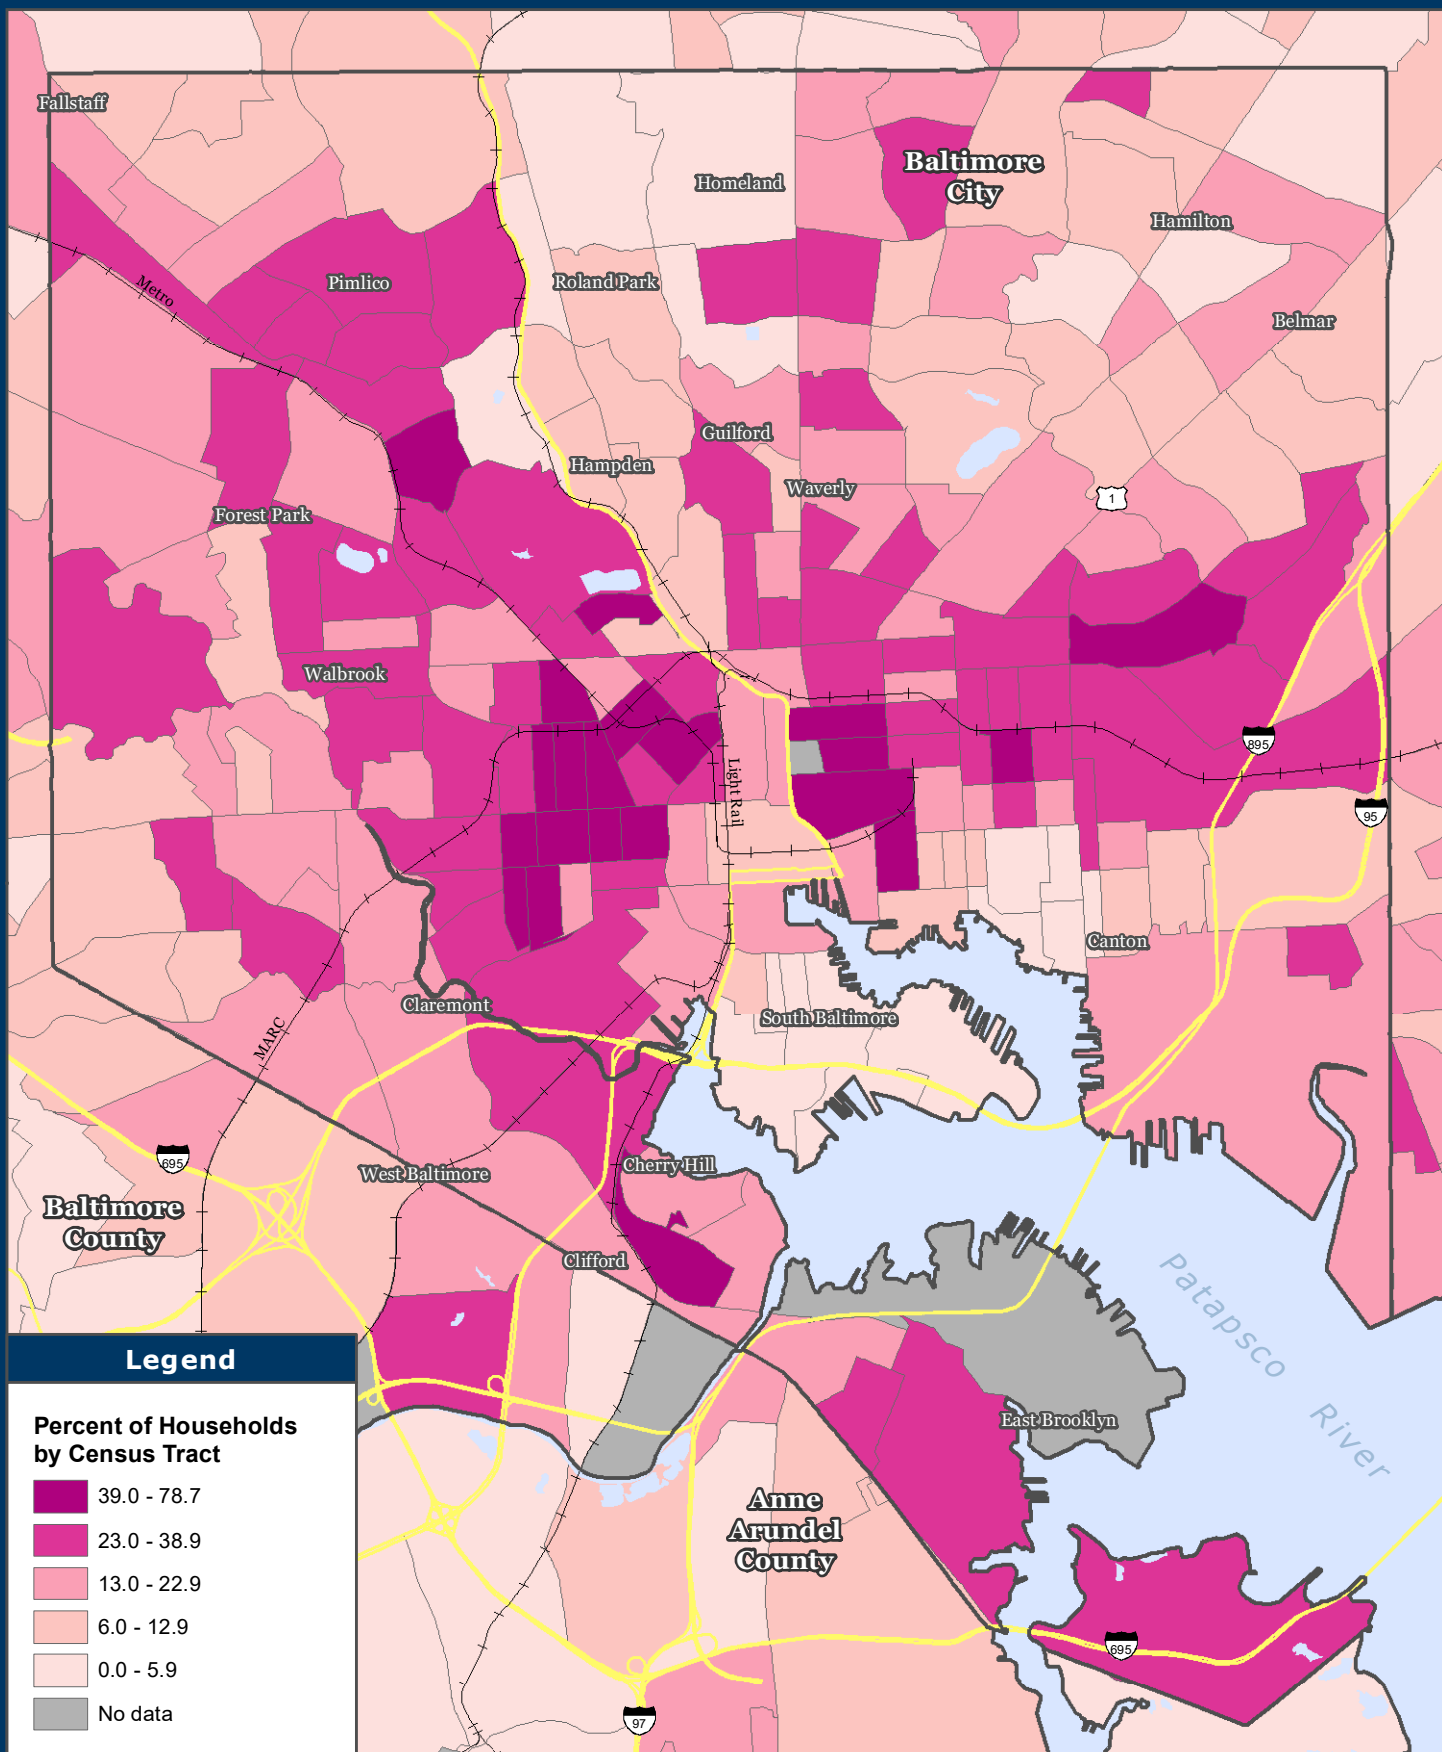 Fallstaff
Baltimore
City
Homeland
Hamilton
Metro
Pimlico
Roland Park
Belmar
Guilford
Hampden
Waverly
1
Forest Park
Walbrook
895
Light Rail
95
Canton
Claremont
South Baltimore
MARC
695
West Baltimore
Cherry Hill
Baltimore
County
Clifford
Patapsco
River
East Brooklyn
Anne
Arundel
County
695
97
Legend
Percent of Households
by Census Tract
39.0 - 78.7
23.0 - 38.9
13.0 - 22.9
6.0 - 12.9
0.0 - 5.9
No data